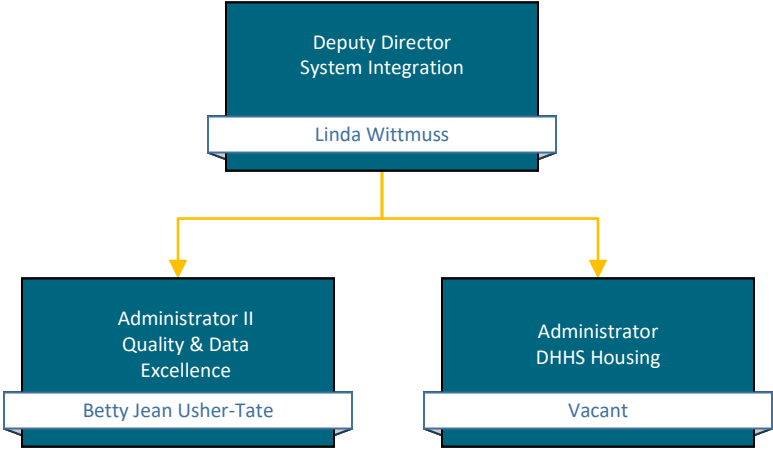 Deputy Director
System Integration
Linda Wittmuss
Administrator II
Quality & Data
Excellence
Betty Jean Usher-Tate
Administrator
DHHS Housing
Vacant